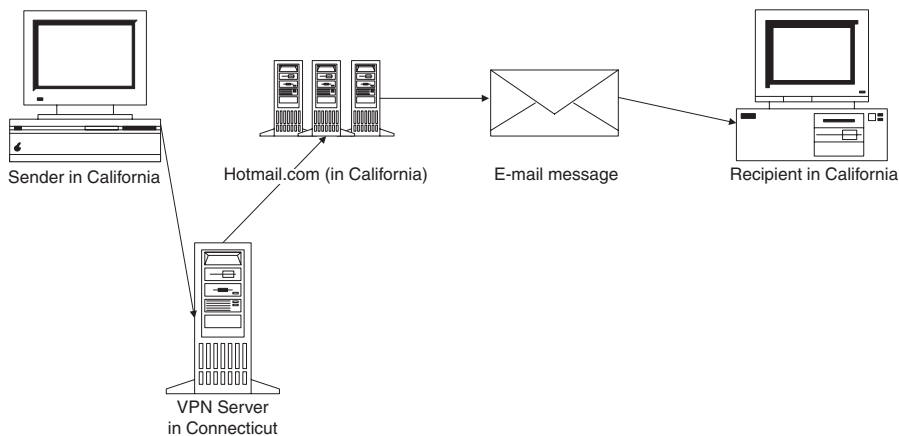 Sender in California
Hotmail.com (in California)
E-mail message
Recipient in California
VPN Server
in Connecticut